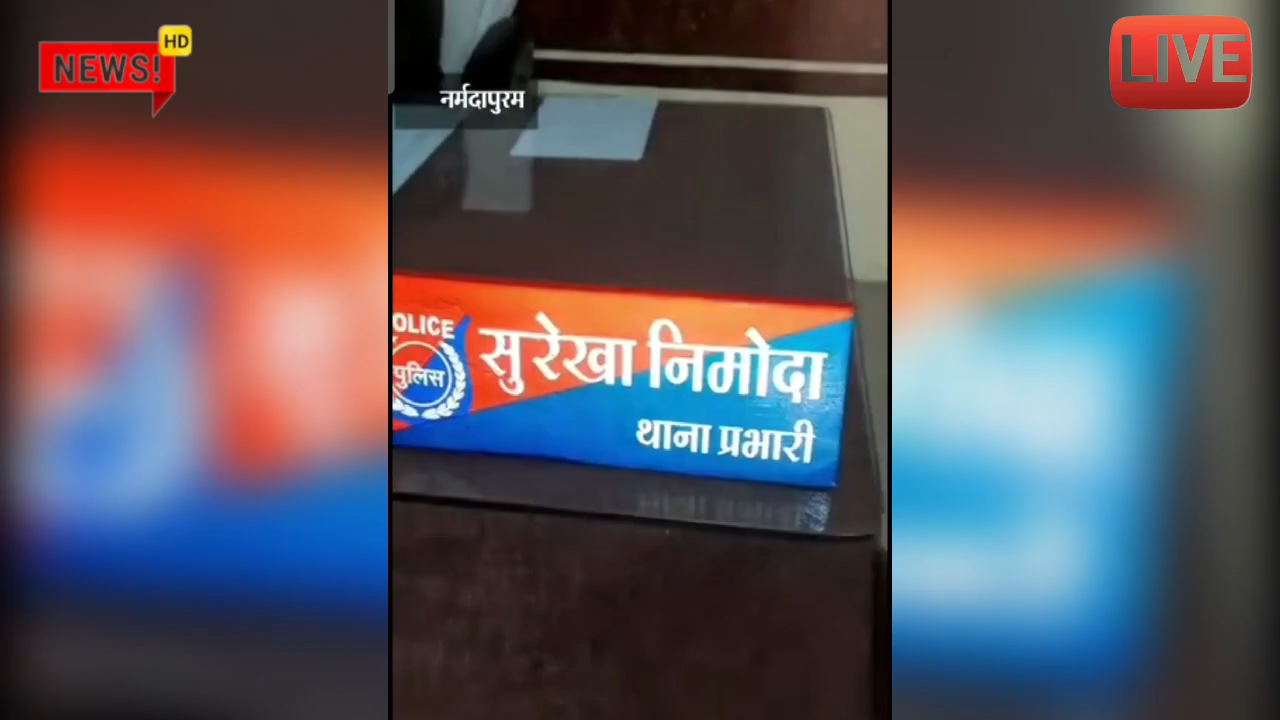 NEWS!
HD
LIVE
नर्मदापुरम
OLICE
पुलिस
सुरेखा निमोदा
थाना प्रभारी